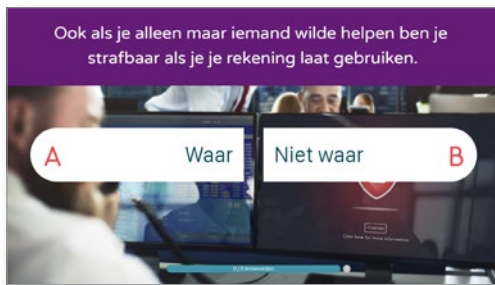 Ook als je alleen maar iemand wilde helpen ben je
strafbaar als je je rekening laat gebruiken.
A Waar Niet waar B